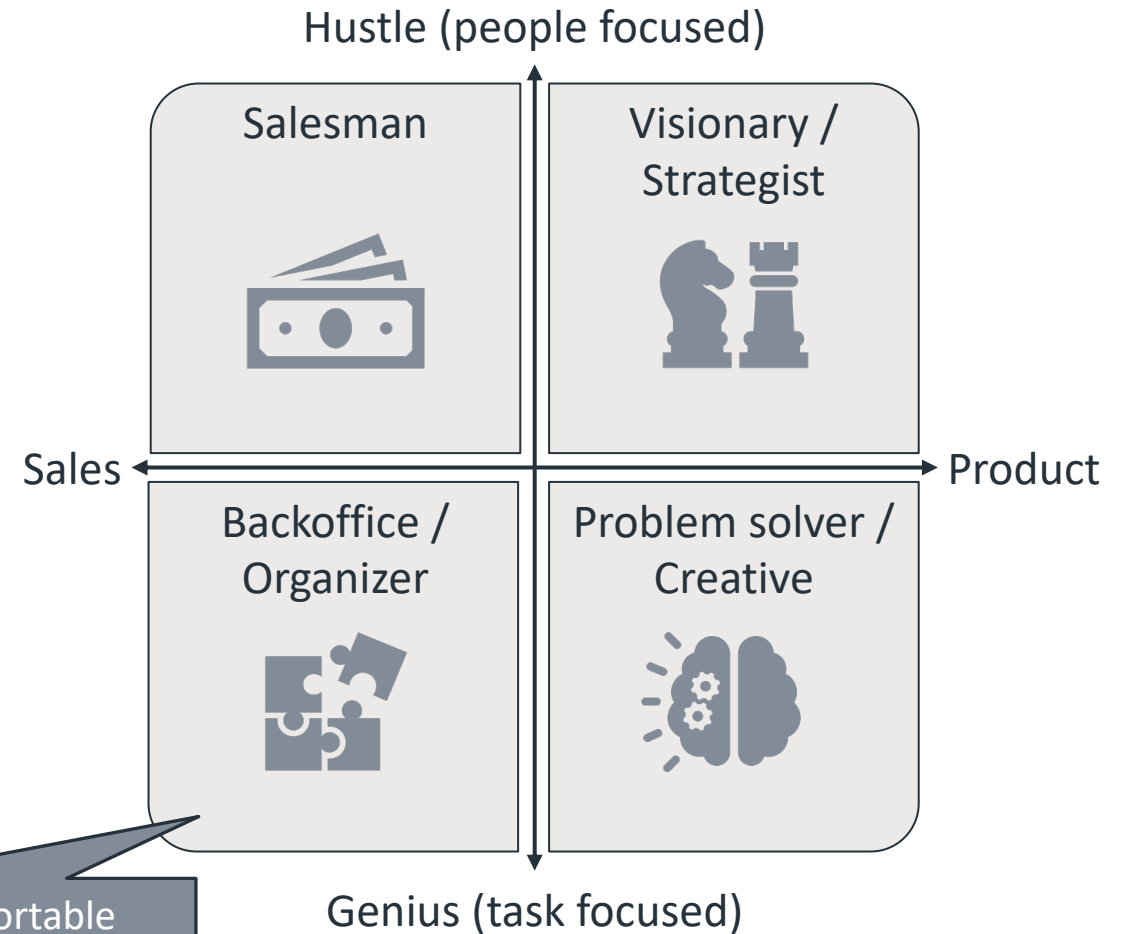 Hustle (people focused)
Salesman
Visionary /
Strategist
Sales
Product
Backoffice /
Organizer
Problem solver /
Creative
Genius (task focused)